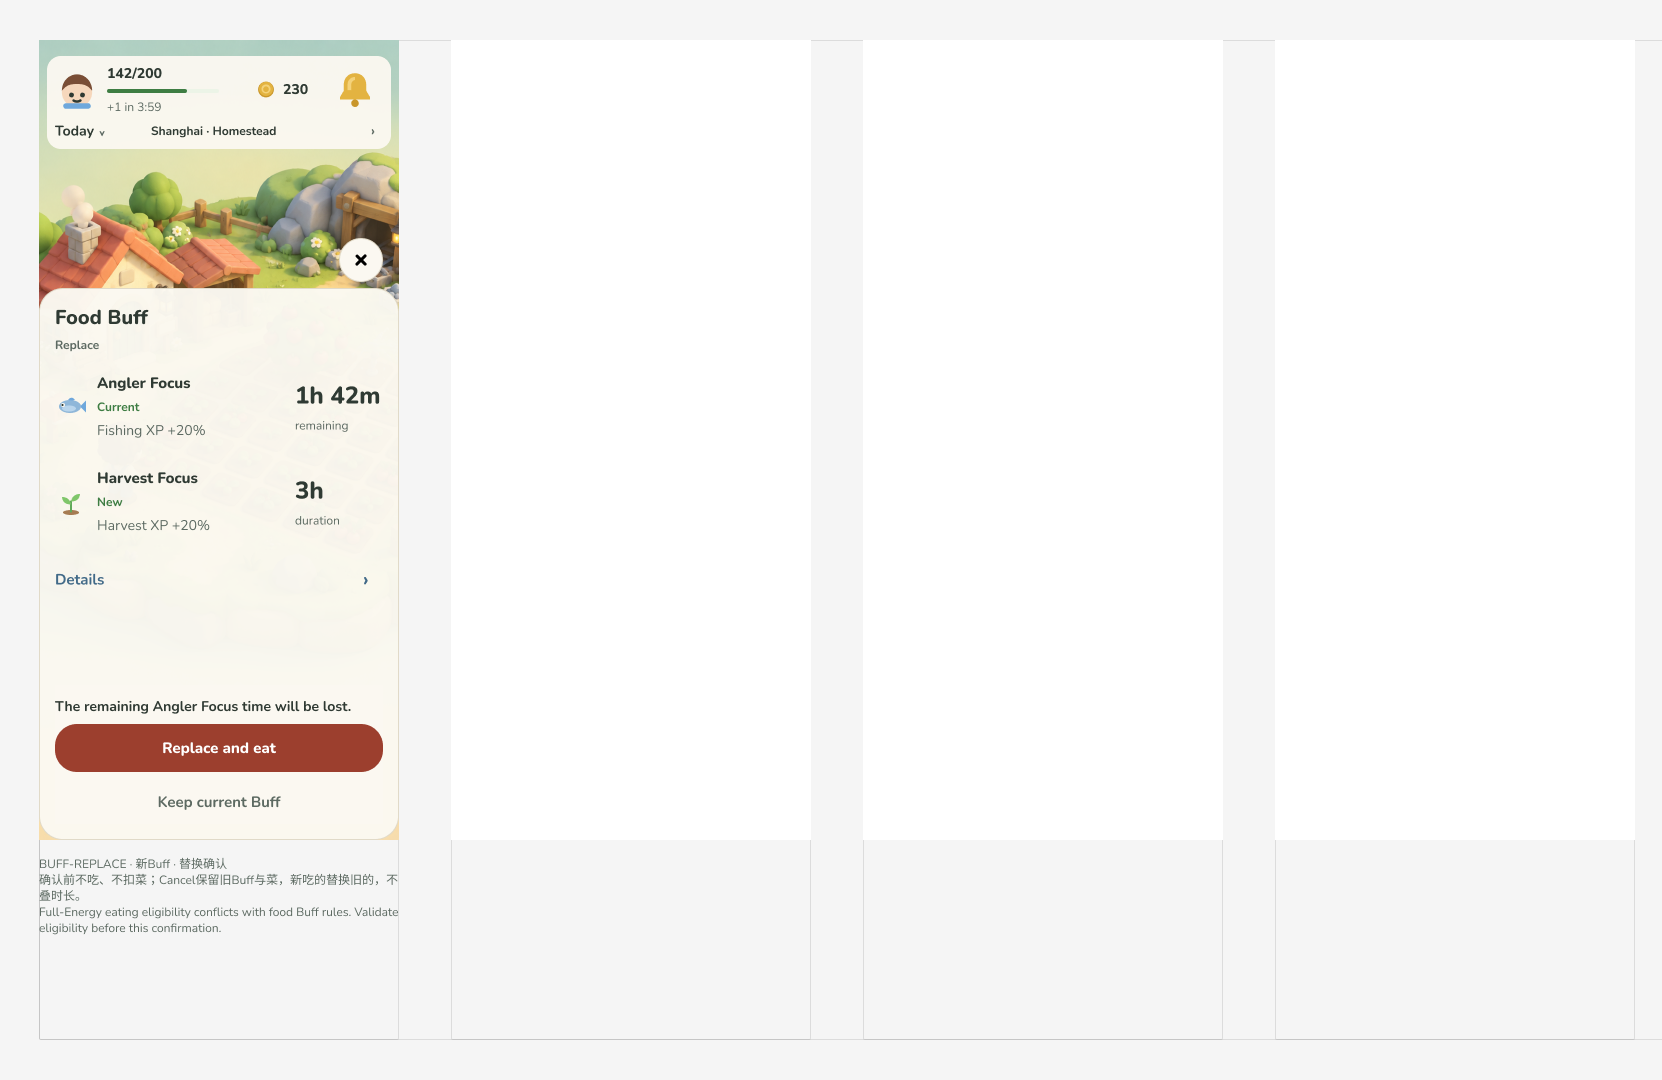 142/200
230
+1 in 3:59
Today ˅ Shanghai · Homestead ›
Food Buff
Replace
Angler Focus
1h 42m
Current
Fishing XP +20%
remaining
Harvest Focus
3h
New
Harvest XP +20%
duration
Details ›
The remaining Angler Focus time will be lost.
Replace and eat
Keep current Buff
BUFF-REPLACE · 新Buff · 替换确认
确认前不吃、不扣菜；Cancel保留旧Buff与菜，新吃的替换旧的，不
叠时长。
Full-Energy eating eligibility conflicts with food Buff rules. Validate
eligibility before this confirmation.